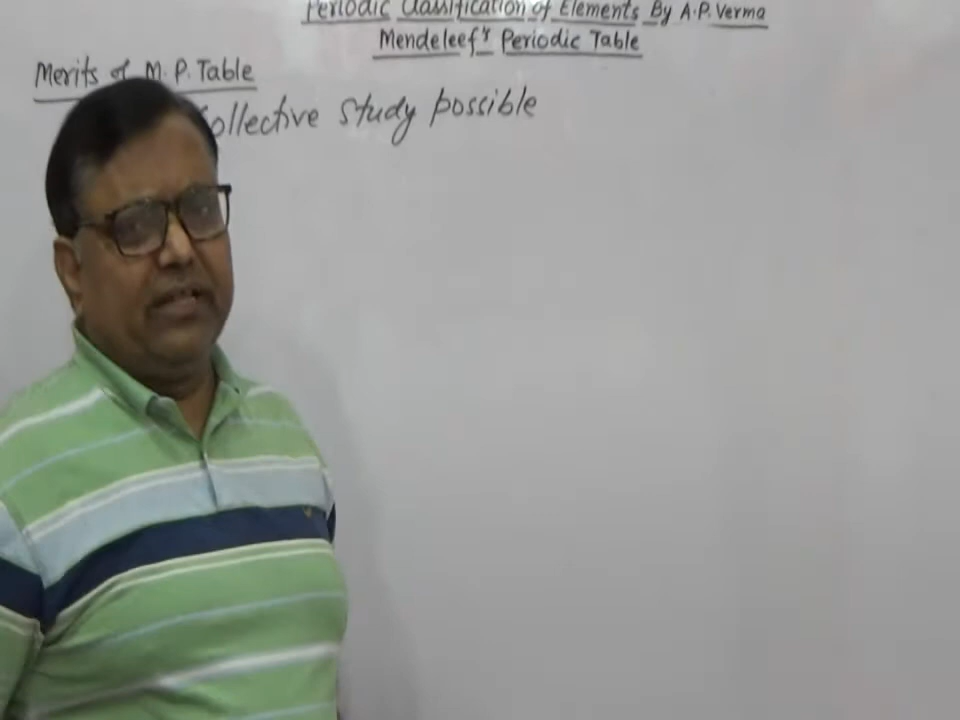 Periodic Classification of Elements By A.P. Verma
Mendeleef's Periodic Table
Merits of M.P. Table
Collective study possible